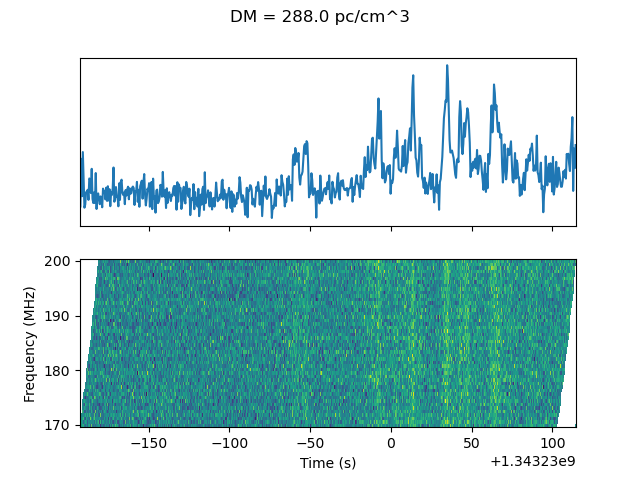 DM = 288.0 pc/cm^3
200
190
180
170
Frequency (MHz)
−150 −100 −50 0 50 100
Time (s)
+1.34323e9